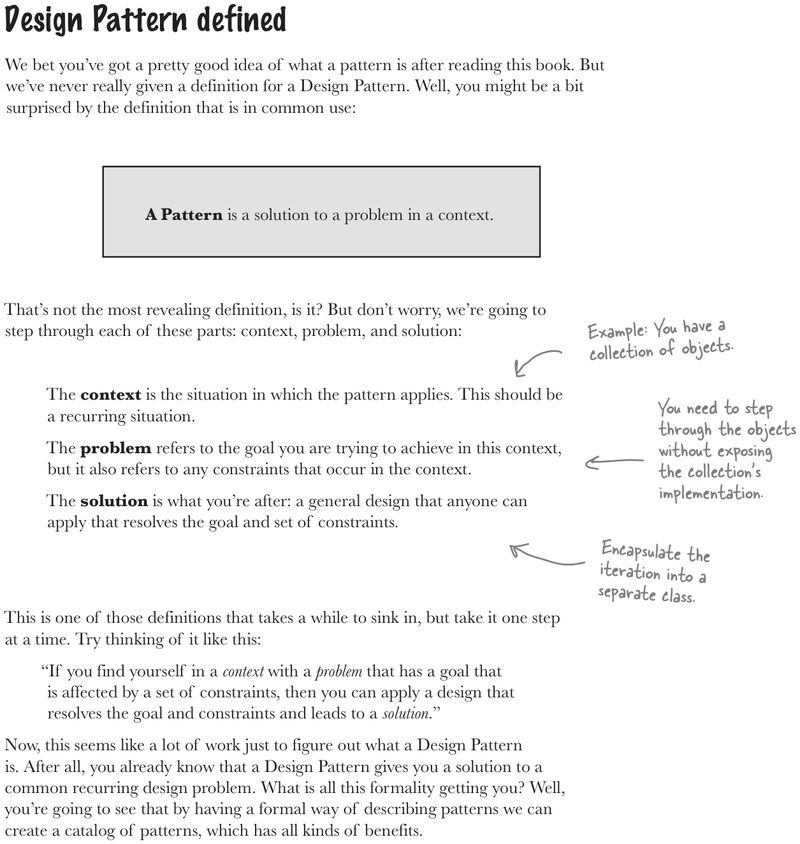 Design Pattern defined
We bet you've got a pretty good idea of what a pattern is after reading this book. But
we've never really given a definition for a Design Pattern. Well, you might be a bit
surprised by the definition that is in common use:
A Pattern is a solution to a problem in a context.
That's not the most revealing definition, is it? But don't worry, we're going to
step through each of these parts: context, problem, and solution:
Example: You have a
collection of objects.
The context is the situation in which the pattern applies. This should be
a recurring situation.
You need to step
through the objects
without exposing
the collection's
implementation.
The problem refers to the goal you are trying to achieve in this context,
but it also refers to any constraints that occur in the context.
The solution is what you're after: a general design that anyone can
apply that resolves the goal and set of constraints.
Encapsulate the
iteration into a
separate class.
This is one of those definitions that takes a while to sink in, but take it one step
at a time. Try thinking of it like this:
“If you find yourself in a context with a problem that has a goal that
is affected by a set of constraints, then you can apply a design that
resolves the goal and constraints and leads to a solution.”
Now, this seems like a lot of work just to figure out what a Design Pattern
is. After all, you already know that a Design Pattern gives you a solution to a
common recurring design problem. What is all this formality getting you? Well,
you're going to see that by having a formal way of describing patterns we can
create a catalog of patterns, which has all kinds of benefits.